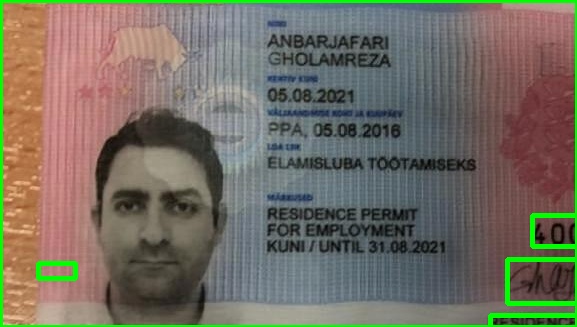 NIMI
ANBARJAFARI
GHOLAMREZA
KEHTIV KUNI
05.08.2021
VÄLJAANDMISE KOHT JA KUUPÄEV
PPA, 05.08.2016
LOA LIIK
ELAMISLUBA TÖÖTAMISEKS
MÄRKUSED
RESIDENCE PERMIT
FOR EMPLOYMENT
KUNI / UNTIL 31.08.2021
400
RESIDENCE